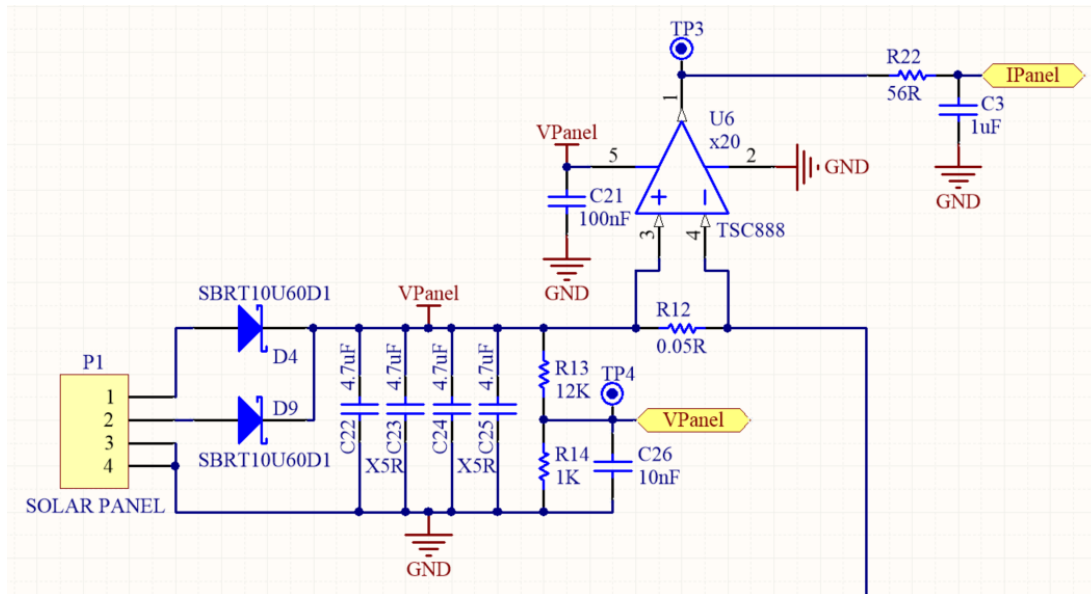 TP3
R22
56R
IPanel
C3
1uF
GND
1
U6
x20
VPanel
5
2
GND
C21
100nF
GND
3
4
TSC888
SBRT10U60D1
D4
VPanel
R12
0.05R
P1
1
2
3
4
SOLAR PANEL
D9
SBRT10U60D1
4.7uF
4.7uF
4.7uF
4.7uF
C22
C23
C24
C25
X5R
X5R
R13
12K
TP4
VPanel
R14
1K
C26
10nF
GND